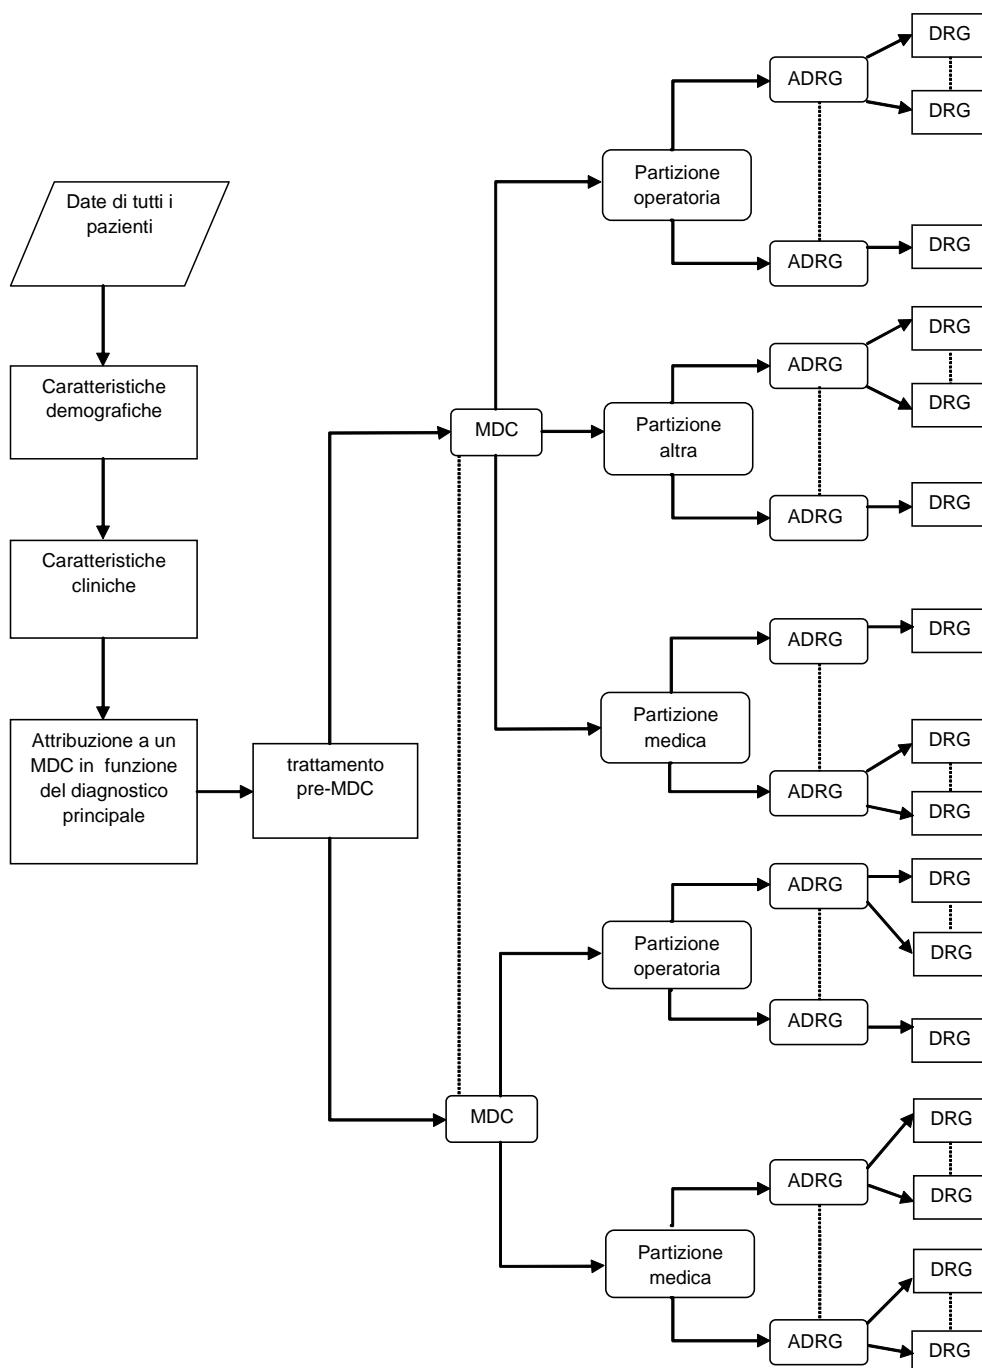 Date di tutti i
pazienti
Caratteristiche
demografiche
Caratteristiche
cliniche
Attribuzione a un
MDC in funzione
del diagnostico
principale
trattamento
pre-MDC
MDC
Partizione
operatoria
ADRG
DRG
DRG
ADRG
DRG
Partizione
altra
ADRG
DRG
DRG
ADRG
DRG
Partizione
medica
ADRG
DRG
ADRG
DRG
DRG
MDC
Partizione
operatoria
ADRG
DRG
DRG
ADRG
DRG
Partizione
medica
ADRG
DRG
DRG
ADRG
DRG
DRG